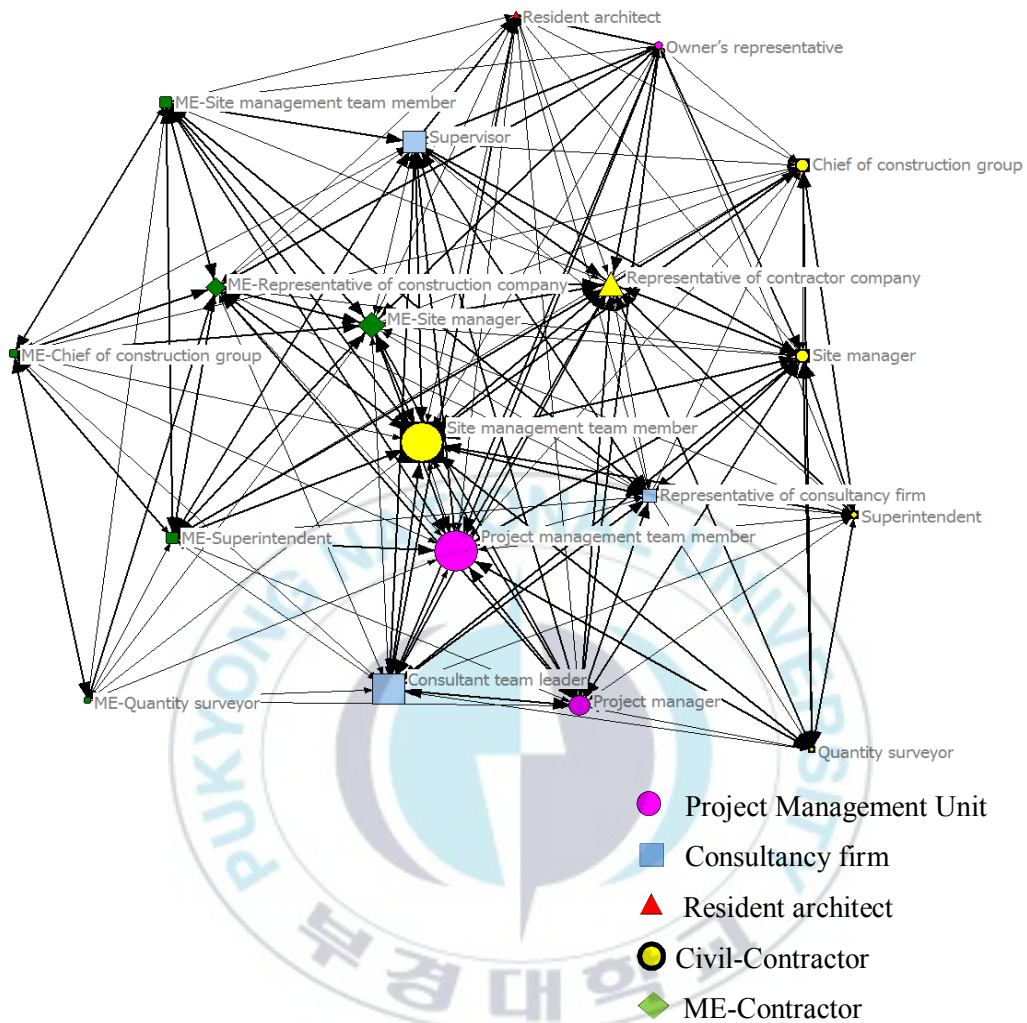 Resident architect
Owner's representative
ME-Site management team member
Supervisor
Chief of construction group
ME-Representative of construction company
Representative of contractor company
ME-Site manager
ME-Chief of construction group
Site manager
Site management team member
Representative of consultancy firm
Superintendent
ME-Superintendent
Project management team member
Consultant team leader
ME-Quantity surveyor
Project manager
Quantity surveyor
PUKYONG NATIONAL UNIVERSITY
부경대학교
Project Management Unit
Consultancy firm
Resident architect
Civil-Contractor
ME-Contractor